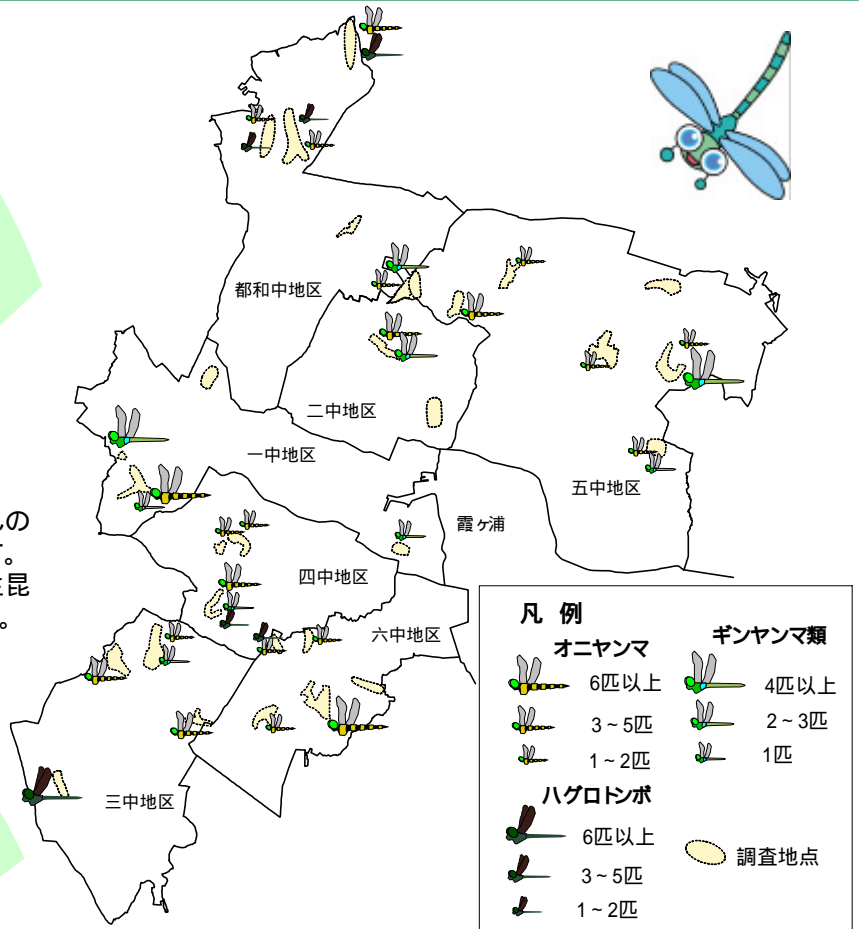 都和中地区
二中地区
一中地区
五中地区
霞ヶ浦
四中地区
六中地区
三中地区
しの
。
生昆
。
凡 例
オニヤンマ
6匹以上
3～5匹
1～2匹
ギンヤンマ類
4匹以上
2～3匹
1匹
ハグロトンボ
6匹以上
3～5匹
1～2匹
調査地点